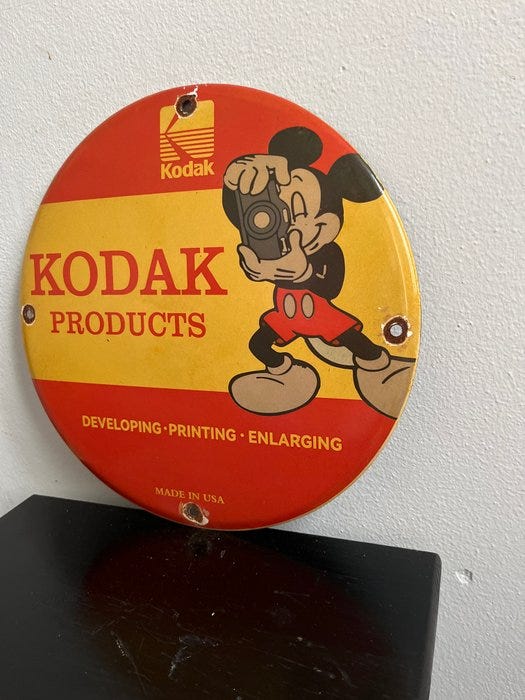 Kodak
KODAK
PRODUCTS
DEVELOPING · PRINTING · ENLARGING
MADE IN USA